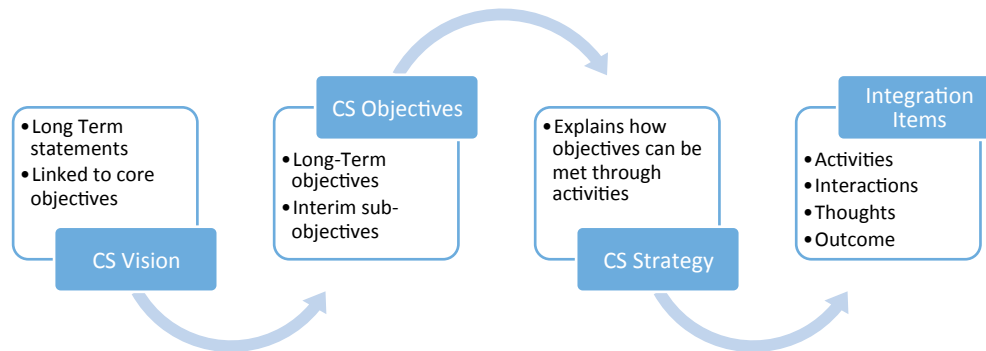 •Long Term
statements
•Linked to core
objectives
CS Vision
CS Objectives
•Long-Term
objectives
•Interim sub-
objectives
•Explains how
objectives can be
met through
activities
CS Strategy
Integration
Items
•Activities
•Interactions
•Thoughts
•Outcome